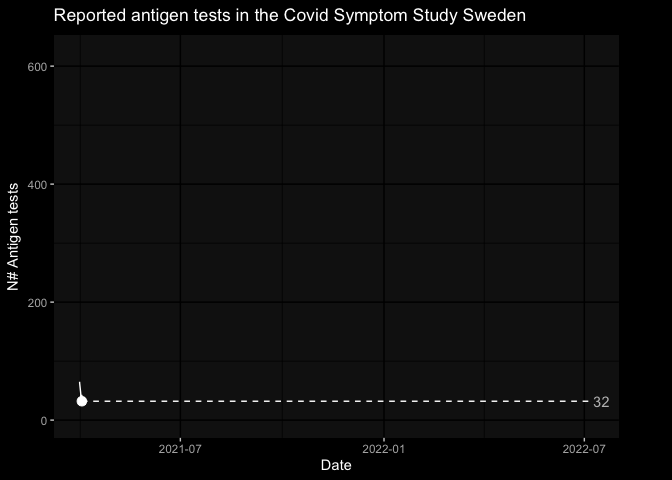 Reported antigen tests in the Covid Symptom Study Sweden
600
400
200
0
N# Antigen tests
32
2021-07
2022-01
2022-07
Date